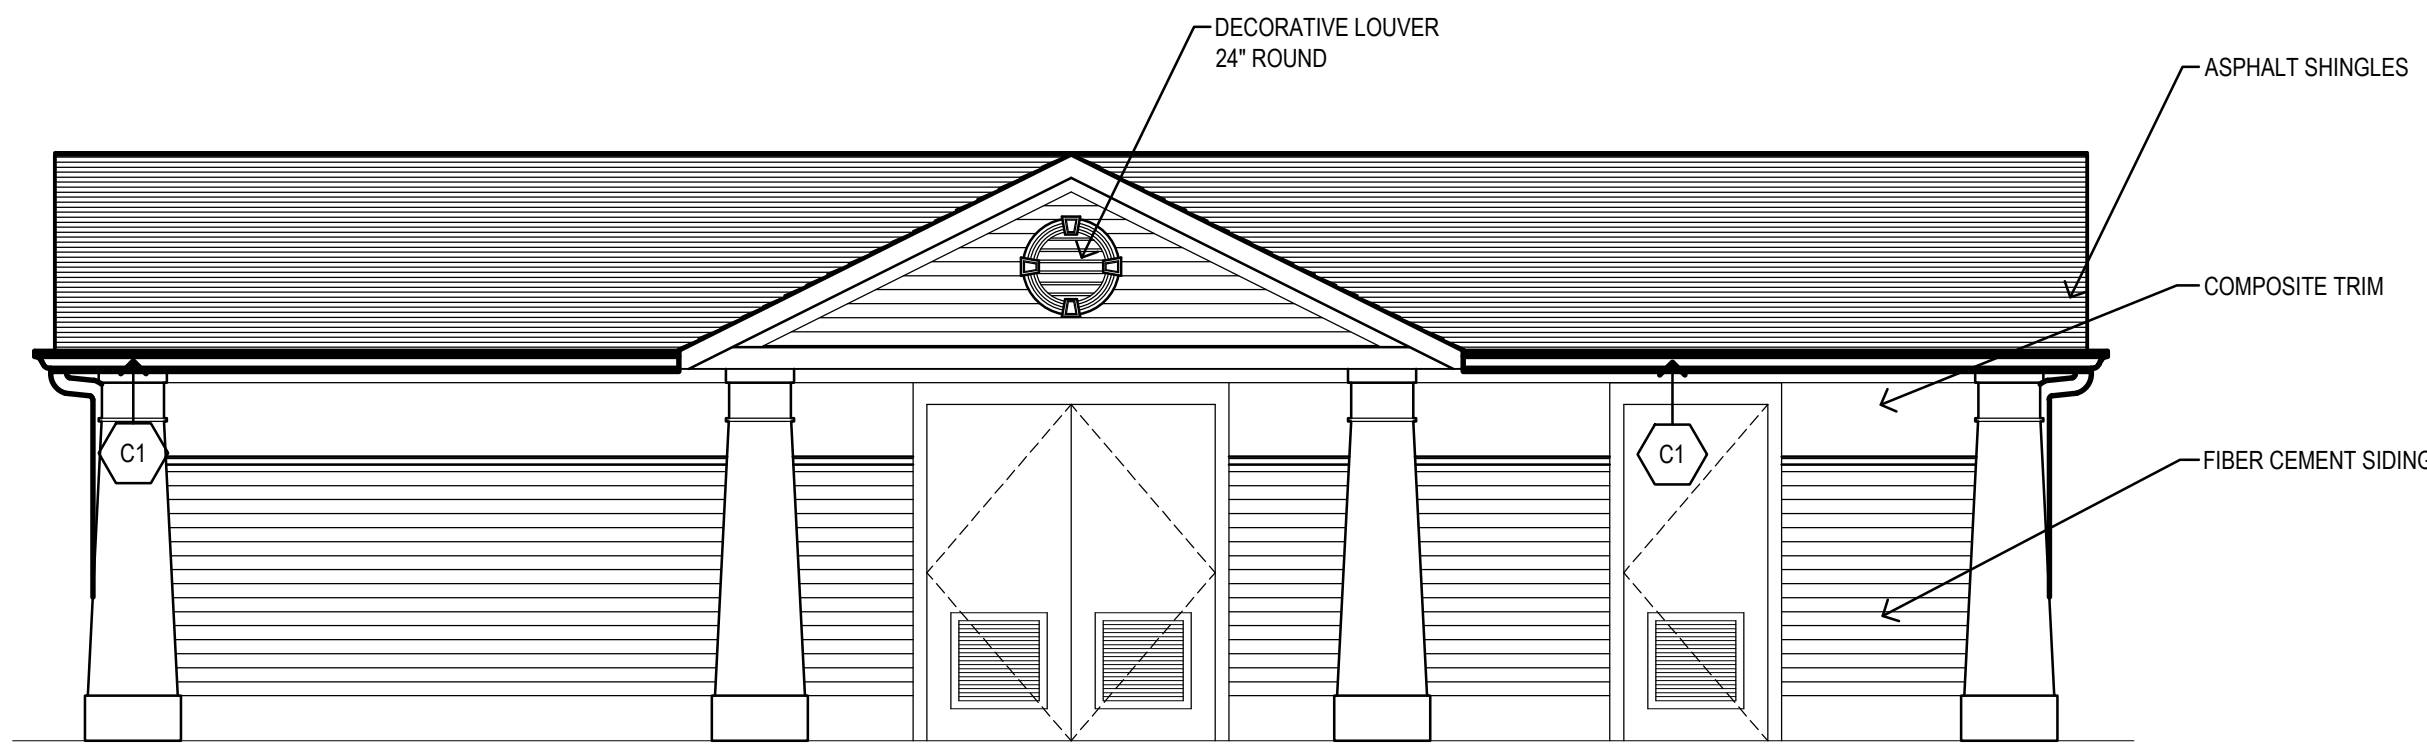 DECORATIVE LOUVER
24" ROUND
ASPHALT SHINGLES
COMPOSITE TRIM
C1
C1
FIBER CEMENT SIDING